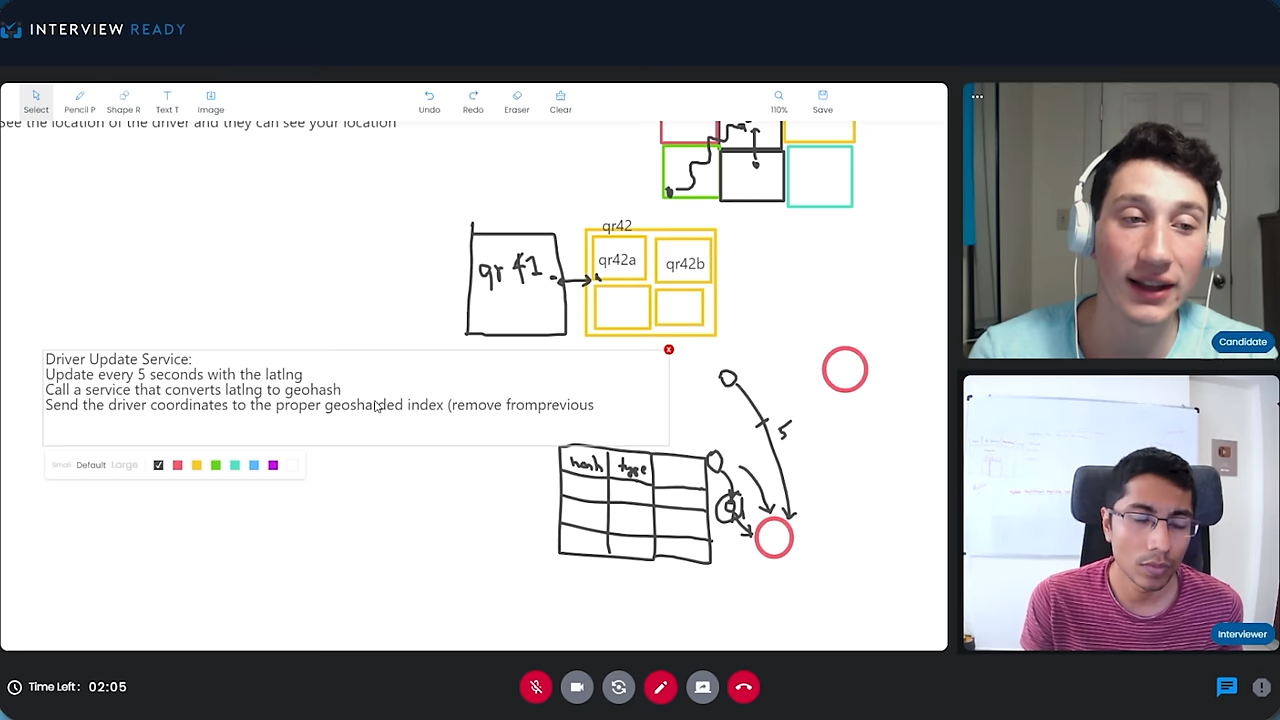 INTERVIEW READY
Select
Pencil P
Shape R
Text T
Image
Undo
Redo
Eraser
Clear
110%
Save
See the location of the driver and they can see your location
qr42
qr 41
qr42a
qr42b
Driver Update Service:
Update every 5 seconds with the latlng
Call a service that converts latlng to geohash
Send the driver coordinates to the proper geosharded index (remove fromprevious
Small
Default
Large
5
hash
type
Candidate
Interviewer
Time Left : 02:05